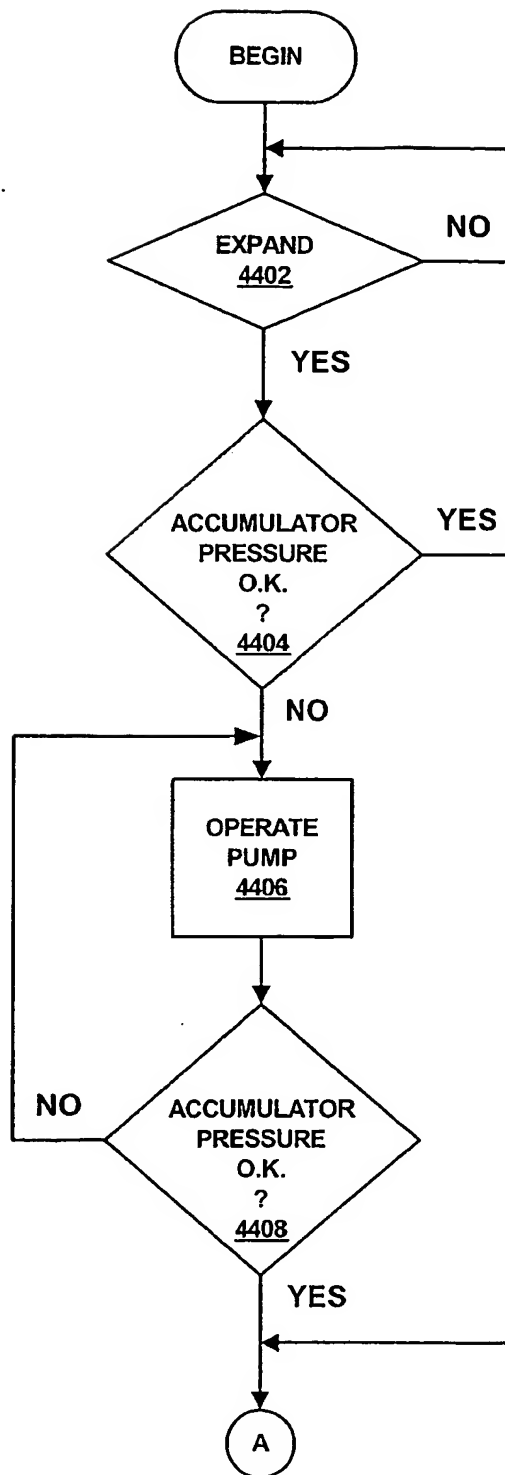 BEGIN
EXPAND
4402
NO
YES
ACCUMULATOR
PRESSURE
O.K.
?
4404
YES
NO
OPERATE
PUMP
4406
ACCUMULATOR
PRESSURE
O.K.
?
4408
NO
YES
A